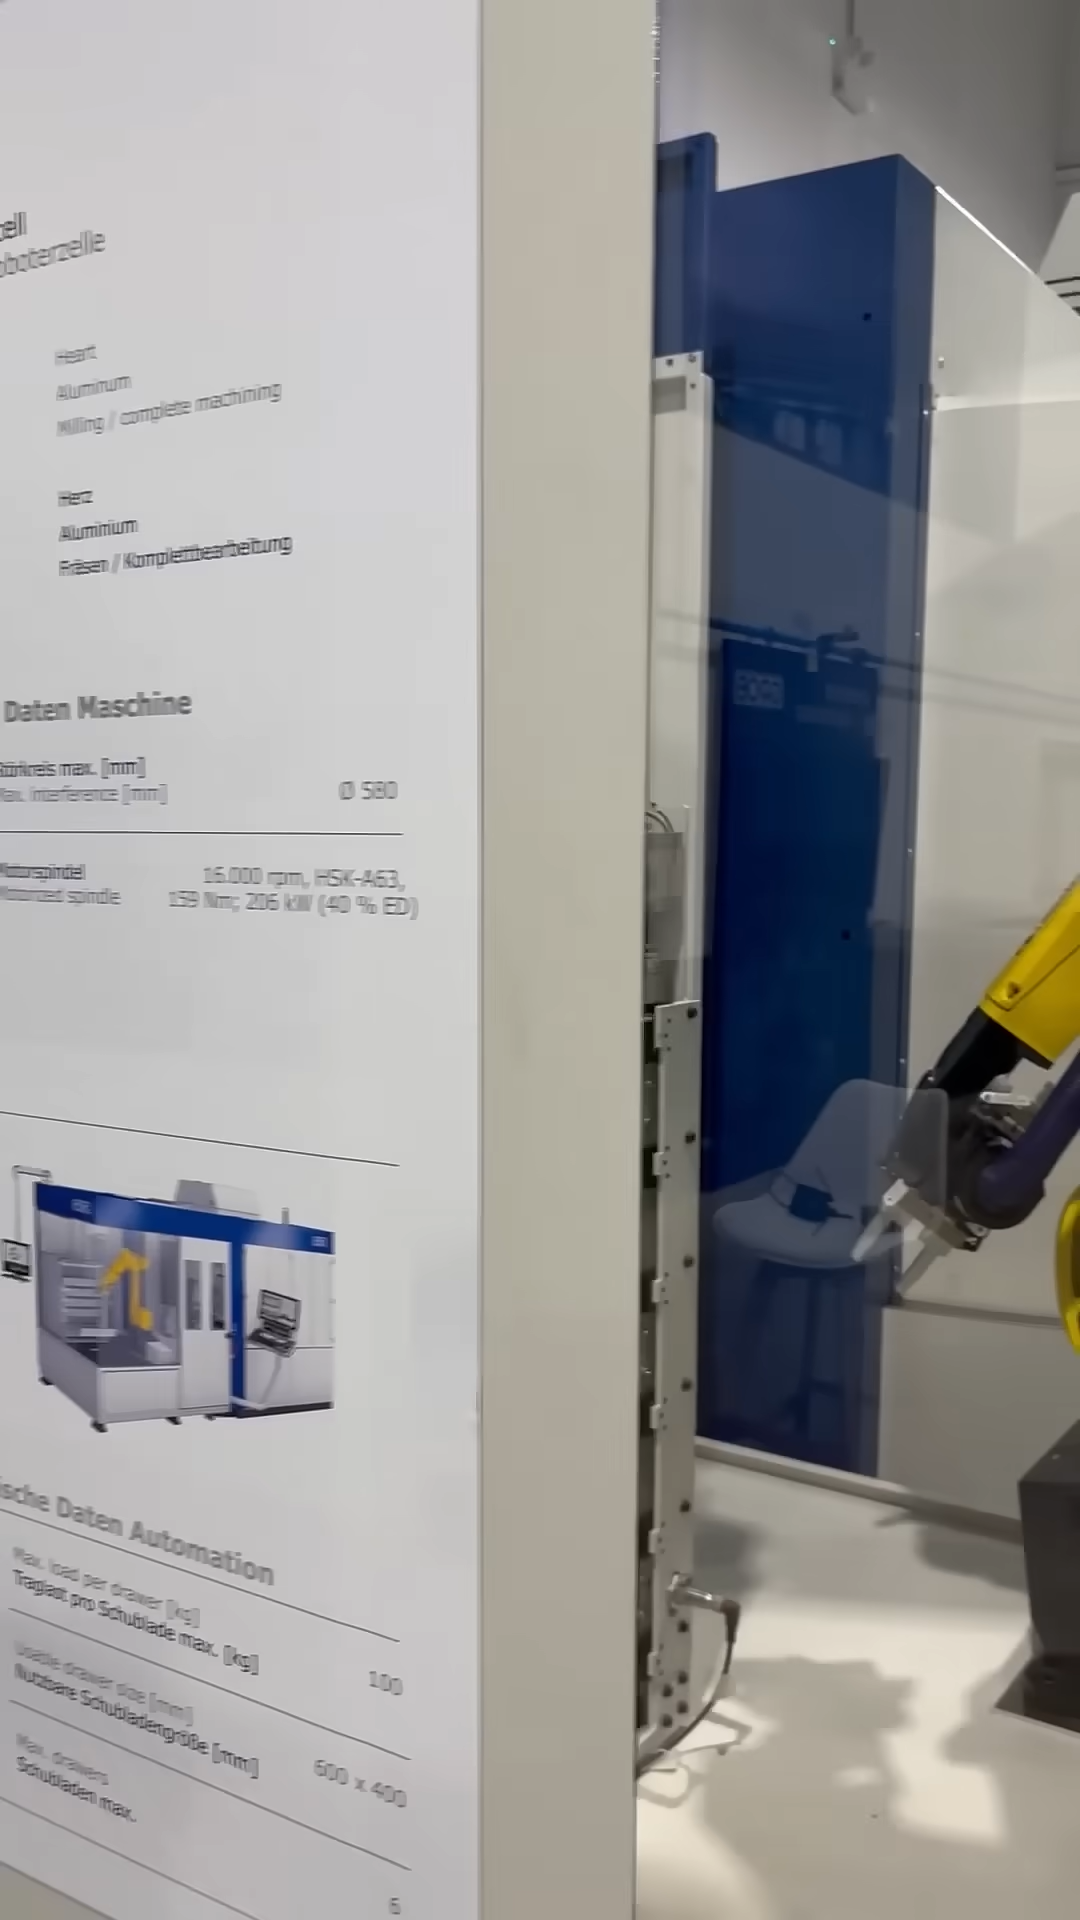 cell
oboterzelle
Heart
Aluminum
Milling / complete machining
Herz
Aluminium
Fräsen / Komplettbearbeitung
Daten Maschine
Störkreis max. [mm]
Max. interference [mm]
Ø 580
Motorspindel
Motorized spindle
16.000 rpm, HSK-A63,
159 Nm; 206 kW (40 % ED)
ische Daten Automation
Max. load per drawer [kg]
Traglast pro Schublade max. [kg]
100
Usable drawer size [mm]
Nutzbare Schubladengröße [mm]
600 x 400
Max. drawers
Schubladen max.
6